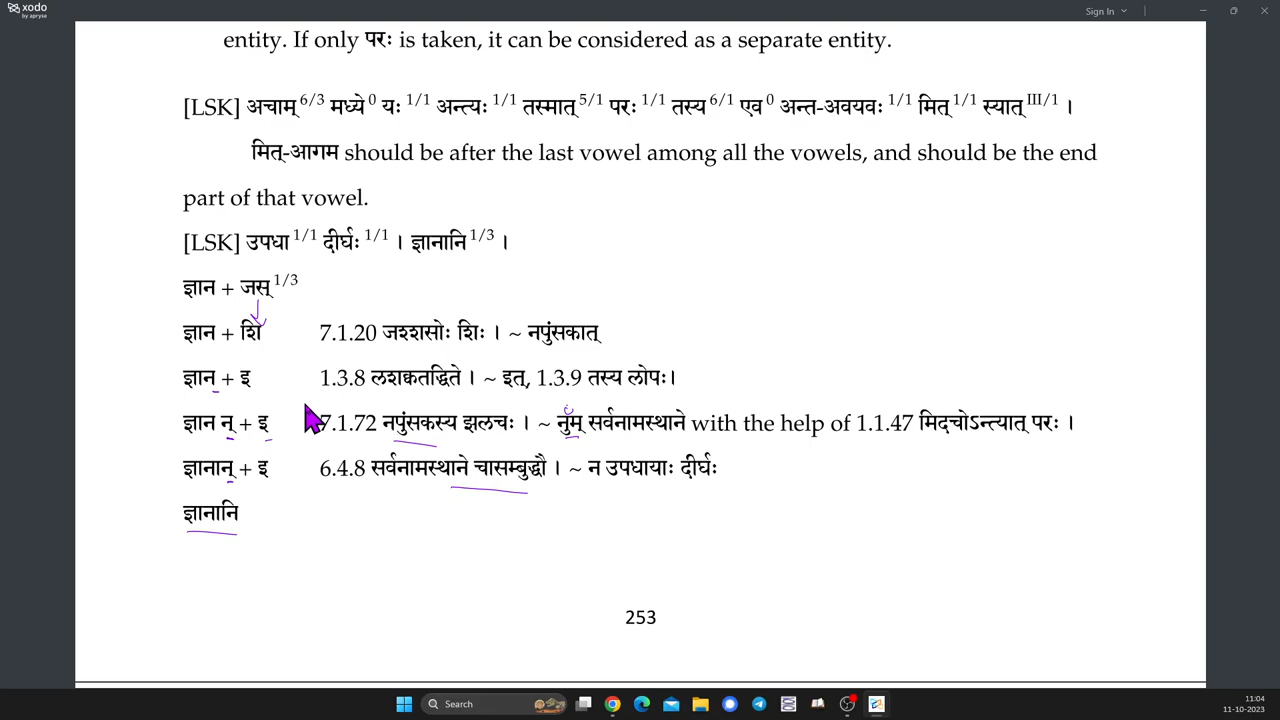 xodo
by apryse
Sign In
entity. If only परः is taken, it can be considered as a separate entity.
[LSK] अचाम् 6/3 मध्ये 0 यः 1/1 अन्त्यः 1/1 तस्मात् 5/1 परः 1/1 तस्य 6/1 एव 0 अन्त-अवयवः 1/1 मित् 1/1 स्यात् III/1 ।
मित्-आगम should be after the last vowel among all the vowels, and should be the end
part of that vowel.
[LSK] उपधा 1/1 दीर्घः 1/1 । ज्ञानानि 1/3 ।
ज्ञान + जस् 1/3
ज्ञान + शि 7.1.20 जश्शसोः शिः । ~ नपुंसकात्
ज्ञान + इ 1.3.8 लशक्वतद्धिते । ~ इत्, 1.3.9 तस्य लोपः।
ज्ञान न् + इ 7.1.72 नपुंसकस्य झलचः । ~ नुम् सर्वनामस्थाने with the help of 1.1.47 मिदचोऽन्त्यात् परः ।
ज्ञानान् + इ 6.4.8 सर्वनामस्थाने चासम्बुद्धौ । ~ न उपधायाः दीर्घः
ज्ञानानि
253
Search
11:04
11-10-2023